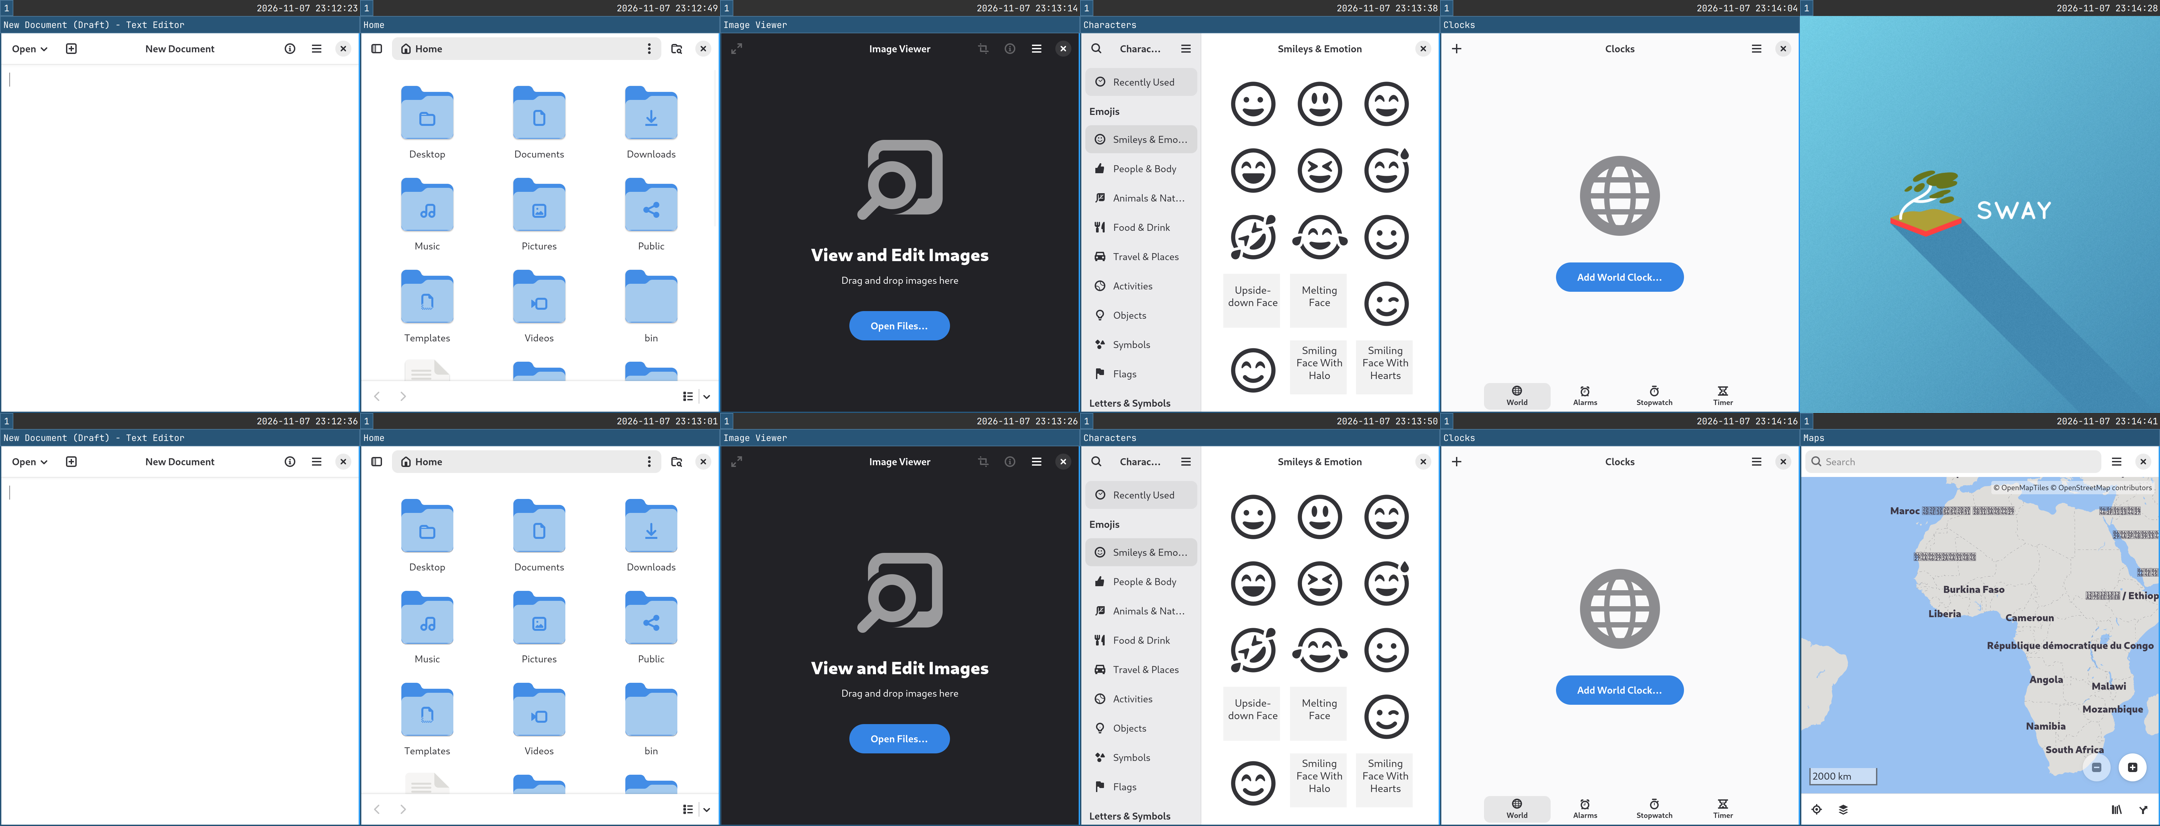 1 2026-11-07 23:12:23
New Document (Draft) - Text Editor
Open New Document
1 2026-11-07 23:12:49
Home
Home
Desktop Documents Downloads
Music Pictures Public
Templates Videos bin
1 2026-11-07 23:13:14
Image Viewer
Image Viewer
View and Edit Images
Drag and drop images here
Open Files...
1 2026-11-07 23:13:38
Characters
Charac... Smileys & Emotion
Recently Used
Emojis
Smileys & Emo...
People & Body
Animals & Nat...
Food & Drink
Travel & Places
Activities
Objects
Symbols
Flags
Letters & Symbols
Upside-
down Face
Melting
Face
Smiling
Face With
Halo
Smiling
Face With
Hearts
1 2026-11-07 23:14:04
Clocks
Clocks
Add World Clock...
World Alarms Stopwatch Timer
1 2026-11-07 23:14:28
SWAY
1 2026-11-07 23:12:36
New Document (Draft) - Text Editor
Open New Document
1 2026-11-07 23:13:01
Home
Home
Desktop Documents Downloads
Music Pictures Public
Templates Videos bin
1 2026-11-07 23:13:26
Image Viewer
Image Viewer
View and Edit Images
Drag and drop images here
Open Files...
1 2026-11-07 23:13:50
Characters
Charac... Smileys & Emotion
Recently Used
Emojis
Smileys & Emo...
People & Body
Animals & Nat...
Food & Drink
Travel & Places
Activities
Objects
Symbols
Flags
Letters & Symbols
Upside-
down Face
Melting
Face
Smiling
Face With
Halo
Smiling
Face With
Hearts
1 2026-11-07 23:14:16
Clocks
Clocks
Add World Clock...
World Alarms Stopwatch Timer
1 2026-11-07 23:14:41
Maps
Search
© OpenMapTiles © OpenStreetMap contributors
Maroc
Burkina Faso
/ Ethiop
Liberia
Cameroun
République démocratique du Congo
Angola
Malawi
Mozambique
Namibia
South Africa
2000 km